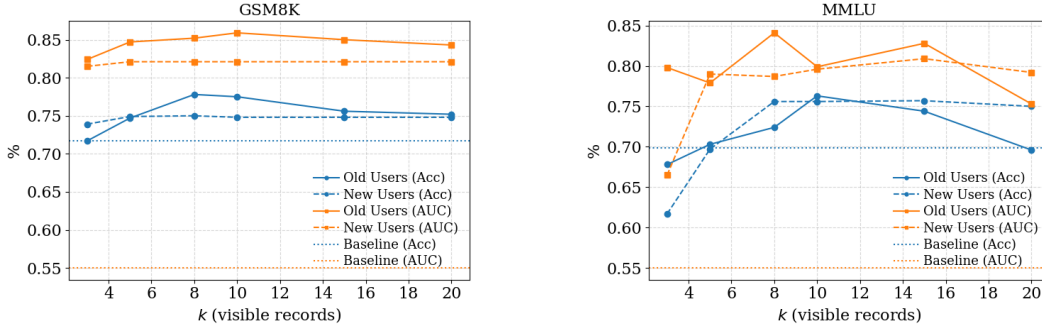 GSM8K
0.85
0.80
0.75
0.70
0.65
0.60
0.55
%
4 6 8 10 12 14 16 18 20
k (visible records)
Old Users (Acc)
New Users (Acc)
Old Users (AUC)
New Users (AUC)
Baseline (Acc)
Baseline (AUC)
MMLU
0.85
0.80
0.75
0.70
0.65
0.60
0.55
%
4 6 8 10 12 14 16 18 20
k (visible records)
Old Users (Acc)
New Users (Acc)
Old Users (AUC)
New Users (AUC)
Baseline (Acc)
Baseline (AUC)